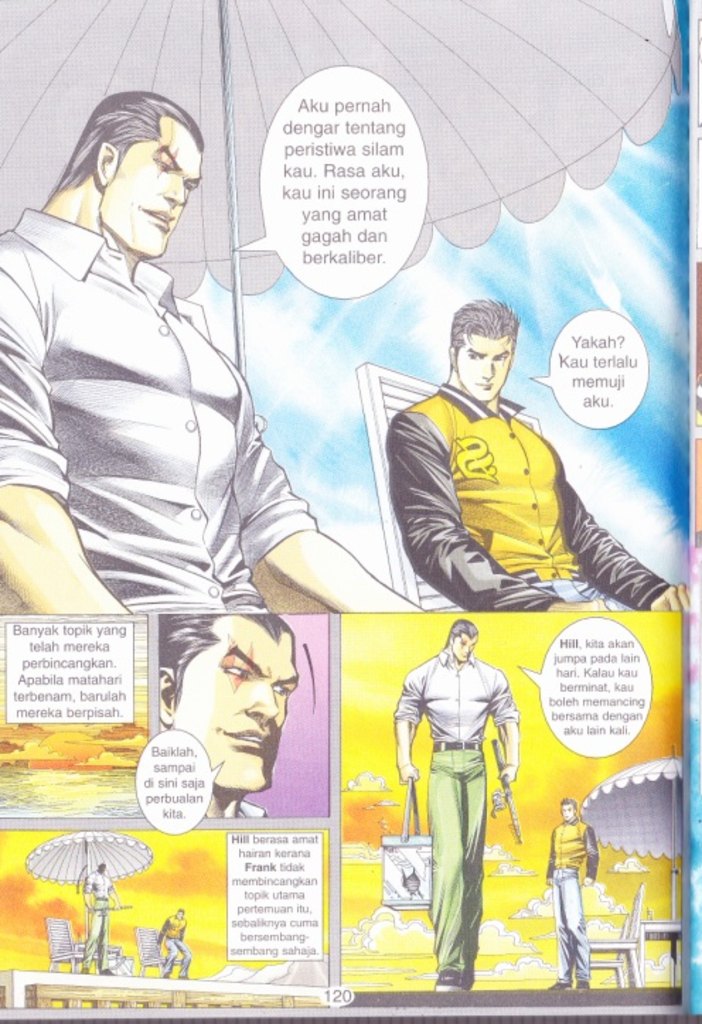 Aku pernah
dengar tentang
peristiwa silam
kau. Rasa aku,
kau ini seorang
yang amat
gagah dan
berkaliber.
Yakah?
Kau terlalu
memuji
aku.
Banyak topik yang
telah mereka
perbincangkan.
Apabila matahari
terbenam, barulah
mereka berpisah.
Baiklah,
sampai
di sini saja
perbualan
kita.
Hill, kita akan
jumpa pada lain
hari. Kalau kau
berminat, kau
boleh memancing
bersama dengan
aku lain kali.
Hill berasa amat
hairan kerana
Frank tidak
membincangkan
topik utama
pertemuan itu,
sebaliknya cuma
bersembang-
sembang sahaja.
120